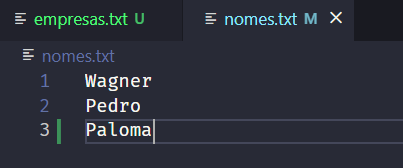 empresas.txt U nomes.txt M
nomes.txt
1 Wagner
2 Pedro
3 Paloma